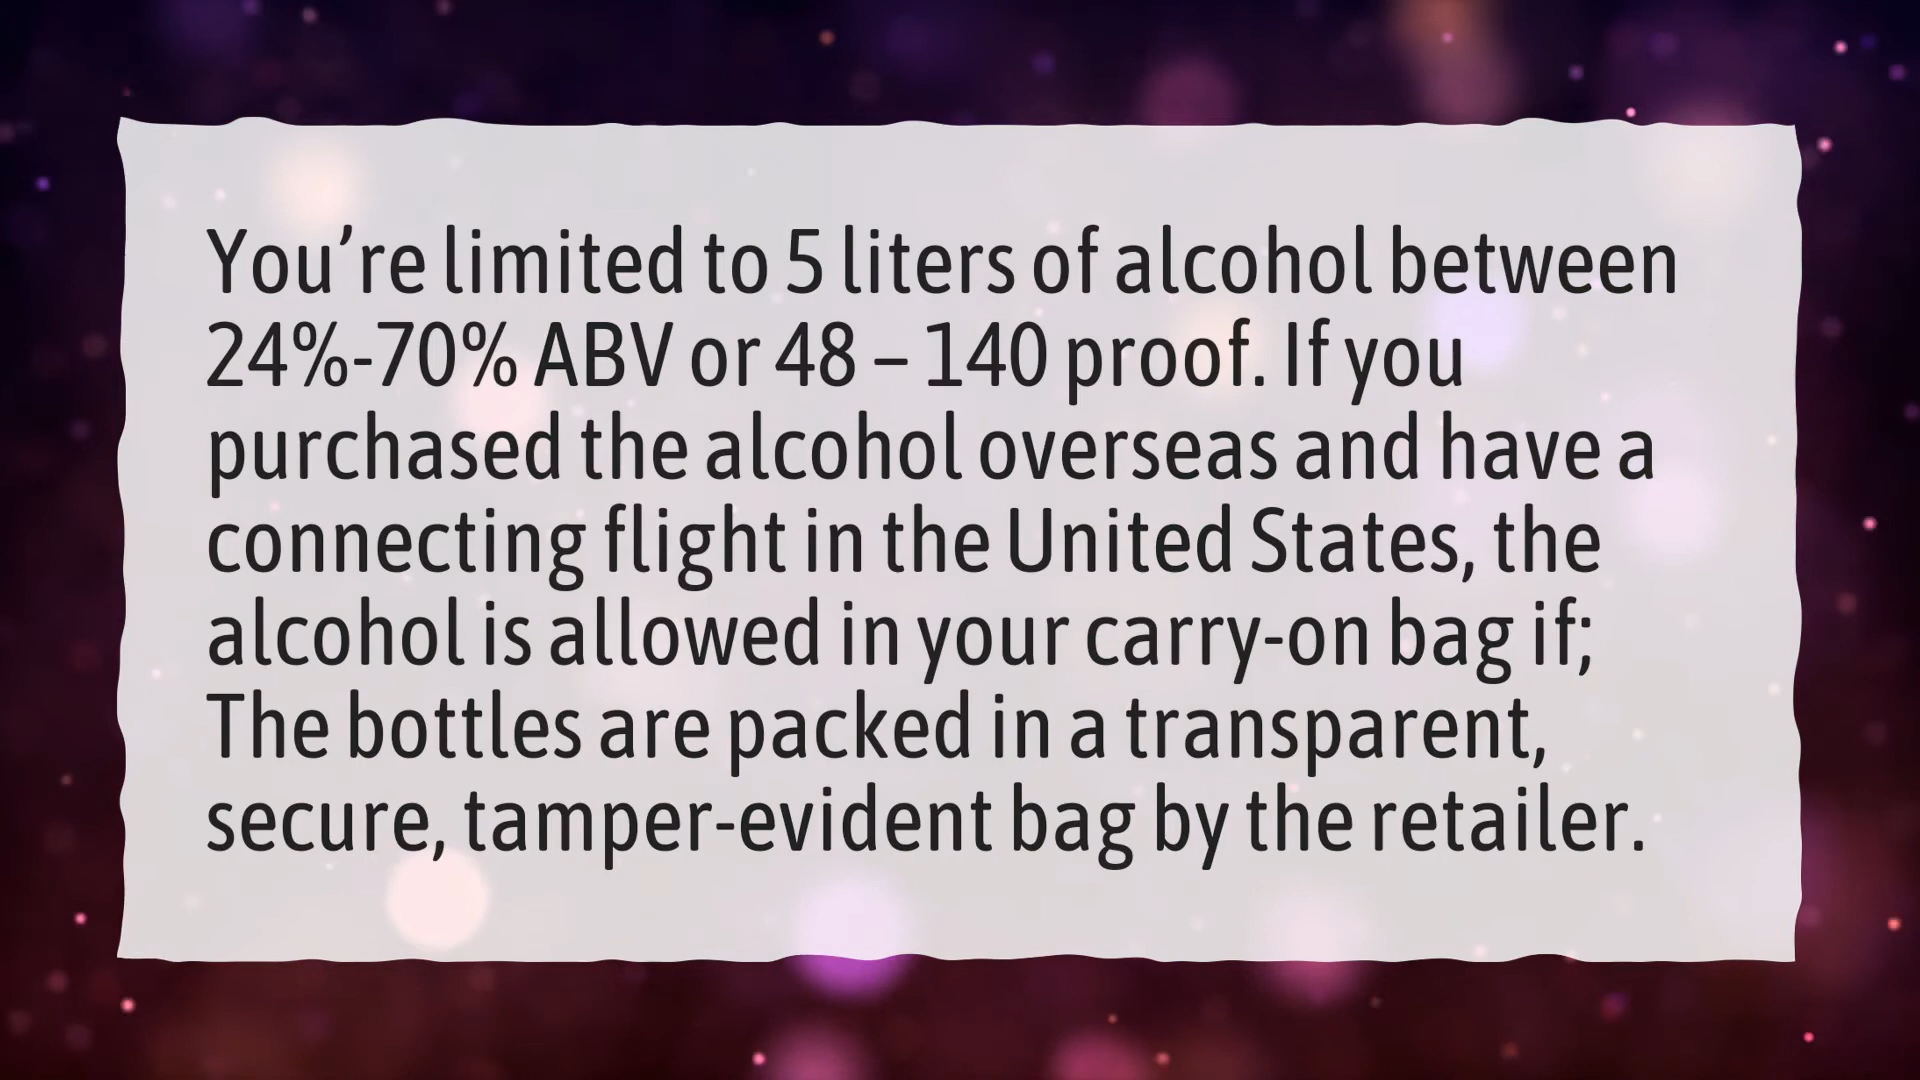 You’re limited to 5 liters of alcohol between
24%-70% ABV or 48 – 140 proof. If you
purchased the alcohol overseas and have a
connecting flight in the United States, the
alcohol is allowed in your carry-on bag if;
The bottles are packed in a transparent,
secure, tamper-evident bag by the retailer.